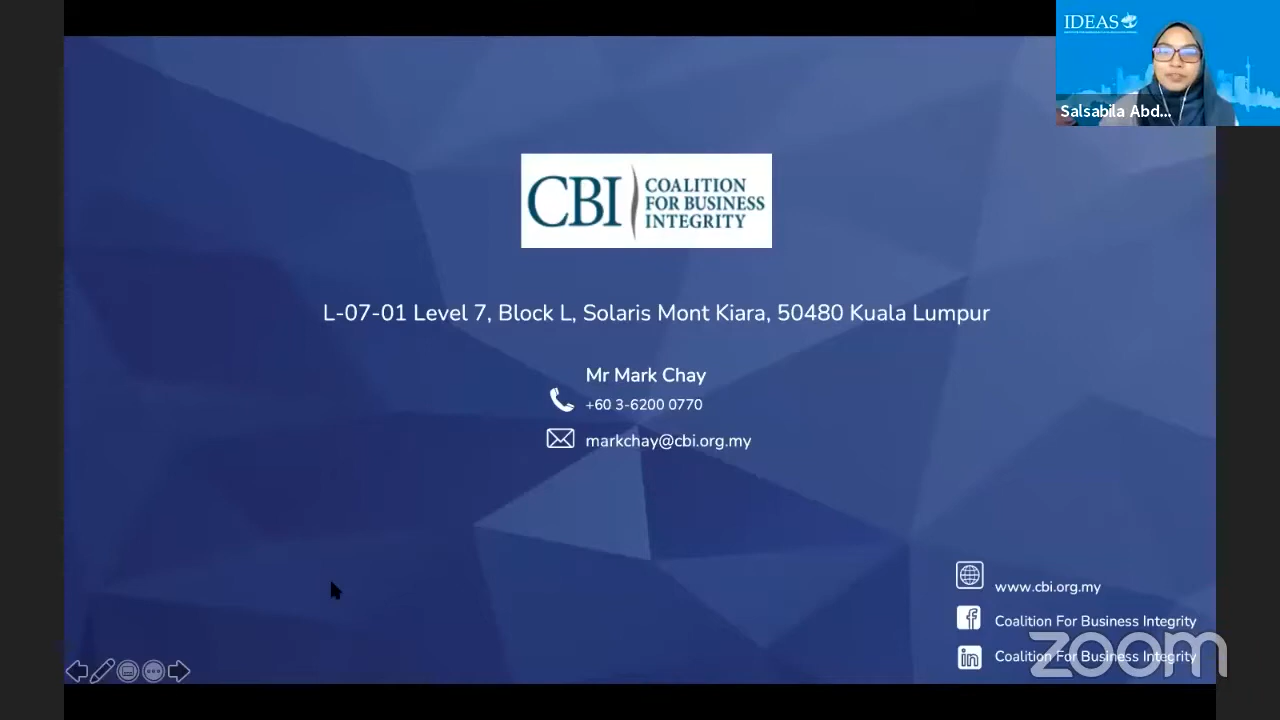 IDEAS
Salsabila Abd...
CBI
COALITION
FOR BUSINESS
INTEGRITY
L-07-01 Level 7, Block L, Solaris Mont Kiara, 50480 Kuala Lumpur
Mr Mark Chay
+60 3-6200 0770
markchay@cbi.org.my
www.cbi.org.my
Coalition For Business Integrity
Coalition For Business Integrity
zoom